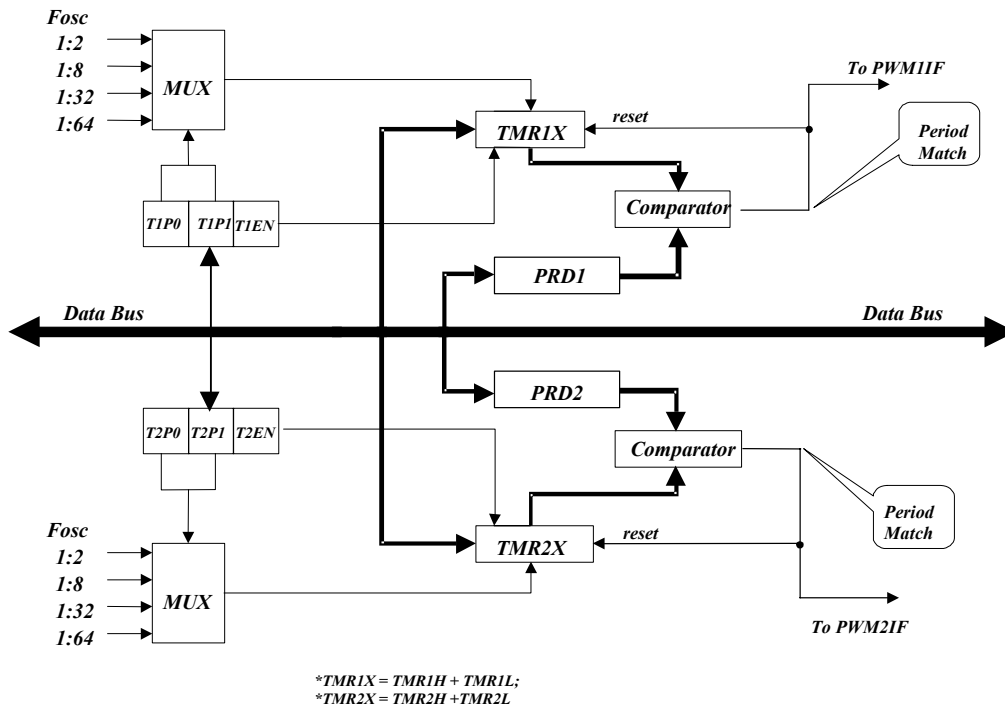 Fosc
1:2
1:8
1:32
1:64
MUX
To PWM1IF
reset
TMR1X
Period
Match
Comparator
T1P0 T1P1 T1EN
PRD1
Data Bus
Data Bus
PRD2
T2P0 T2P1 T2EN
Comparator
Period
Match
Fosc
1:2
1:8
1:32
1:64
MUX
reset
TMR2X
To PWM2IF
*TMR1X = TMR1H + TMR1L;
*TMR2X = TMR2H +TMR2L